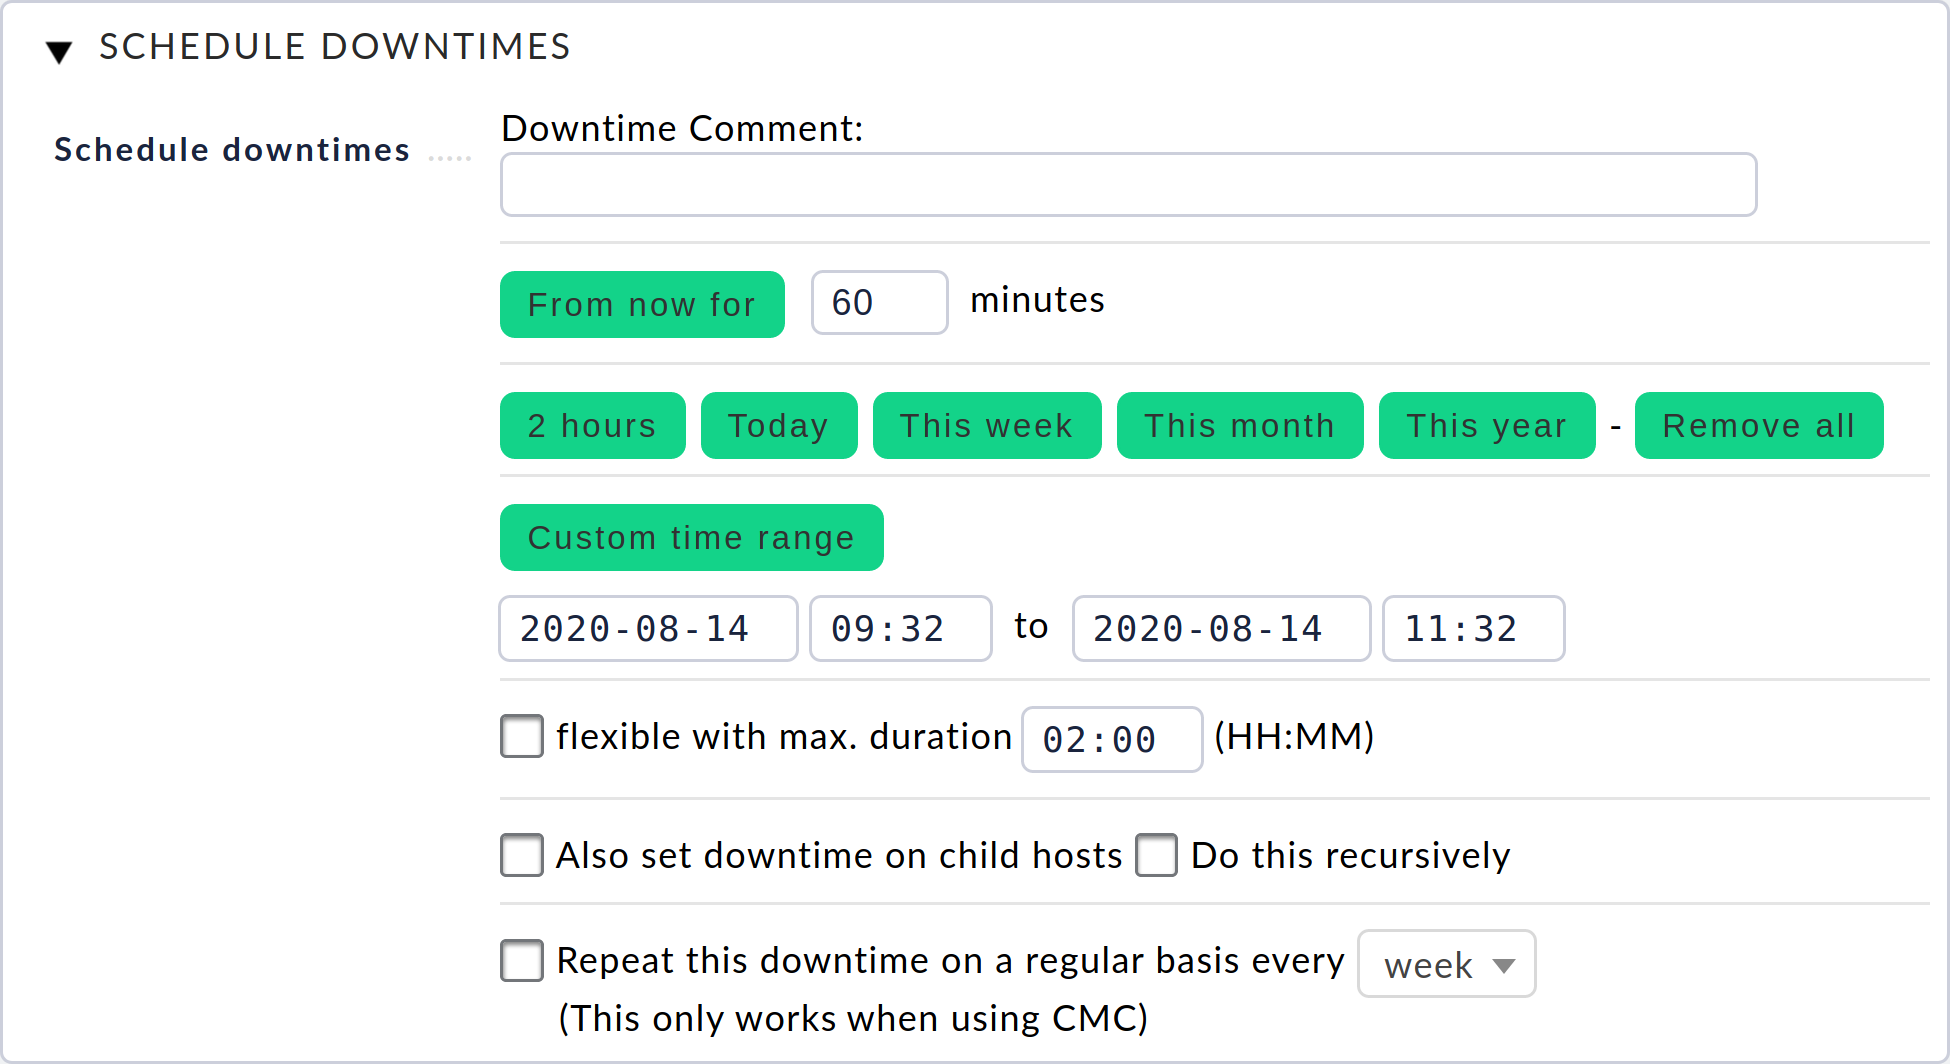 SCHEDULE DOWNTIMES
Schedule downtimes
Downtime Comment:
From now for 60 minutes
2 hours Today This week This month This year - Remove all
Custom time range
2020-08-14 09:32 to 2020-08-14 11:32
flexible with max. duration 02:00 (HH:MM)
Also set downtime on child hosts Do this recursively
Repeat this downtime on a regular basis every week
(This only works when using CMC)